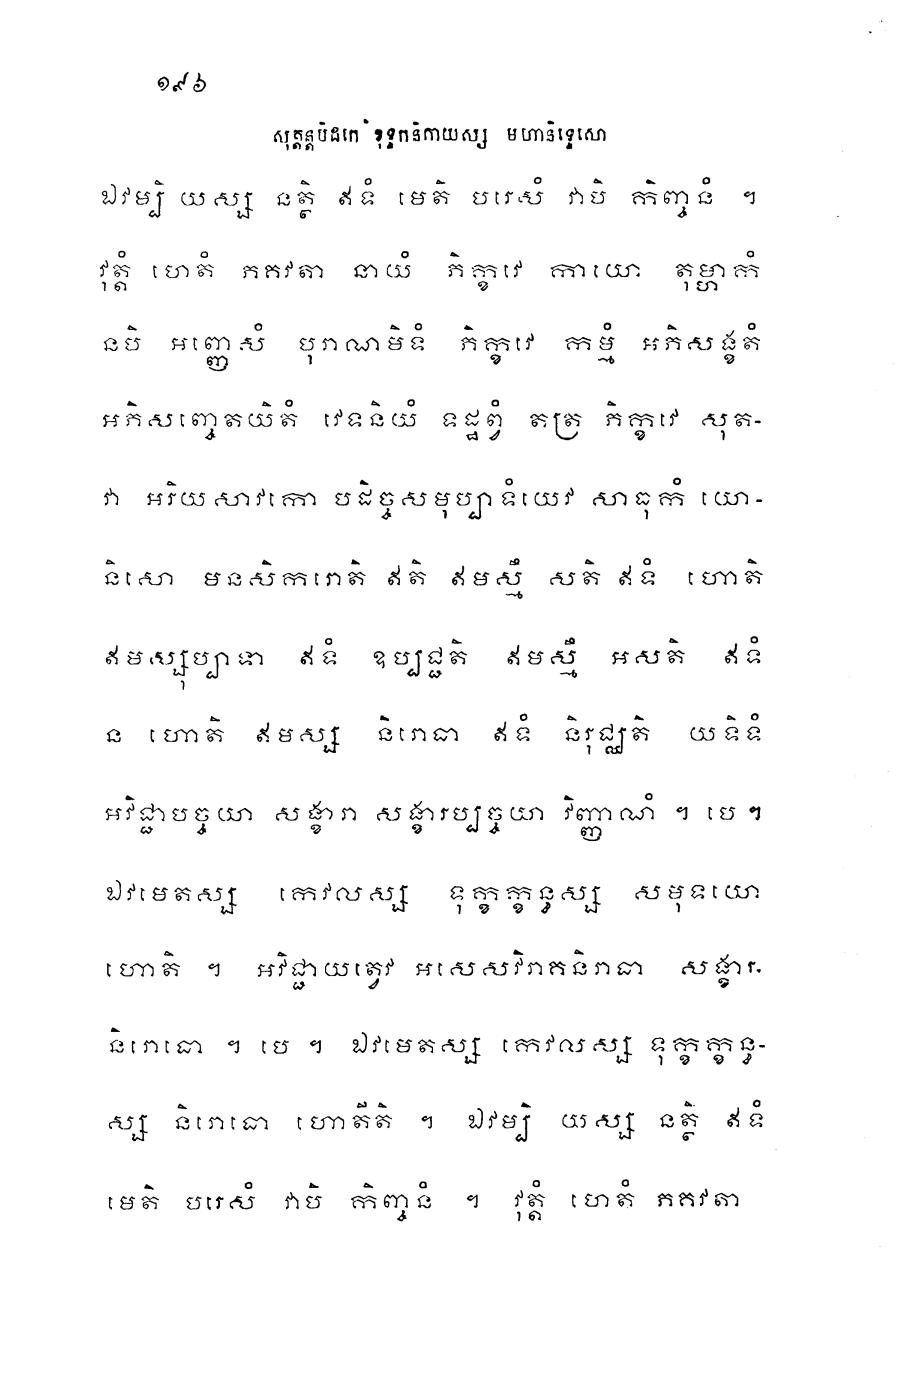 ១៩៦
សុត្តន្តបិដកេ ខុទ្ទកនិកាយស្ស មហានិទ្ទេសោ
ឯវម្បិ យស្ស នត្ថិ ឥទំ មេតិ បរេសំ វាបិ កិញ្ចនំ ។
វុត្តំ ហេតំ ភគវតា នាយំ ភិក្ខវេ កាយោ តុម្ហាកំ
នបិ អញ្ញេសំ បុរាណមិទំ ភិក្ខវេ កម្មំ អភិសង្ខតំ
អភិសញ្ចេតយិតំ វេទនិយំ ទដ្ឋព្វំ តត្រ ភិក្ខវេ សុត-
វា អរិយសាវកោ បដិច្ចសមុប្បាទំយេវ សាធុកំ យោ-
និសោ មនសិករោតិ ឥតិ ឥមស្មឹ សតិ ឥទំ ហោតិ
ឥមស្សុប្បាទា ឥទំ ឧប្បជ្ជតិ ឥមស្មឹ អសតិ ឥទំ
ន ហោតិ ឥមស្ស និរោធា ឥទំ និរុជ្ឈតិ យទិទំ
អវិជ្ជាបច្ចយា សង្ខារា សង្ខារប្បច្ចយា វិញ្ញាណំ ។ បេ ។
ឯវមេតស្ស កេវលស្ស ទុក្ខក្ខន្ធស្ស សមុទយោ
ហោតិ ។ អវិជ្ជាយត្វេវ អសេសវិរាគនិរោធា សង្ខារ-
និរោធោ ។ បេ ។ ឯវមេតស្ស កេវលស្ស ទុក្ខក្ខន្ធ-
ស្ស និរោធោ ហោតីតិ ។ ឯវម្បិ យស្ស នត្ថិ ឥទំ
មេតិ បរេសំ វាបិ កិញ្ចនំ ។ វុត្តំ ហេតំ ភគវតា